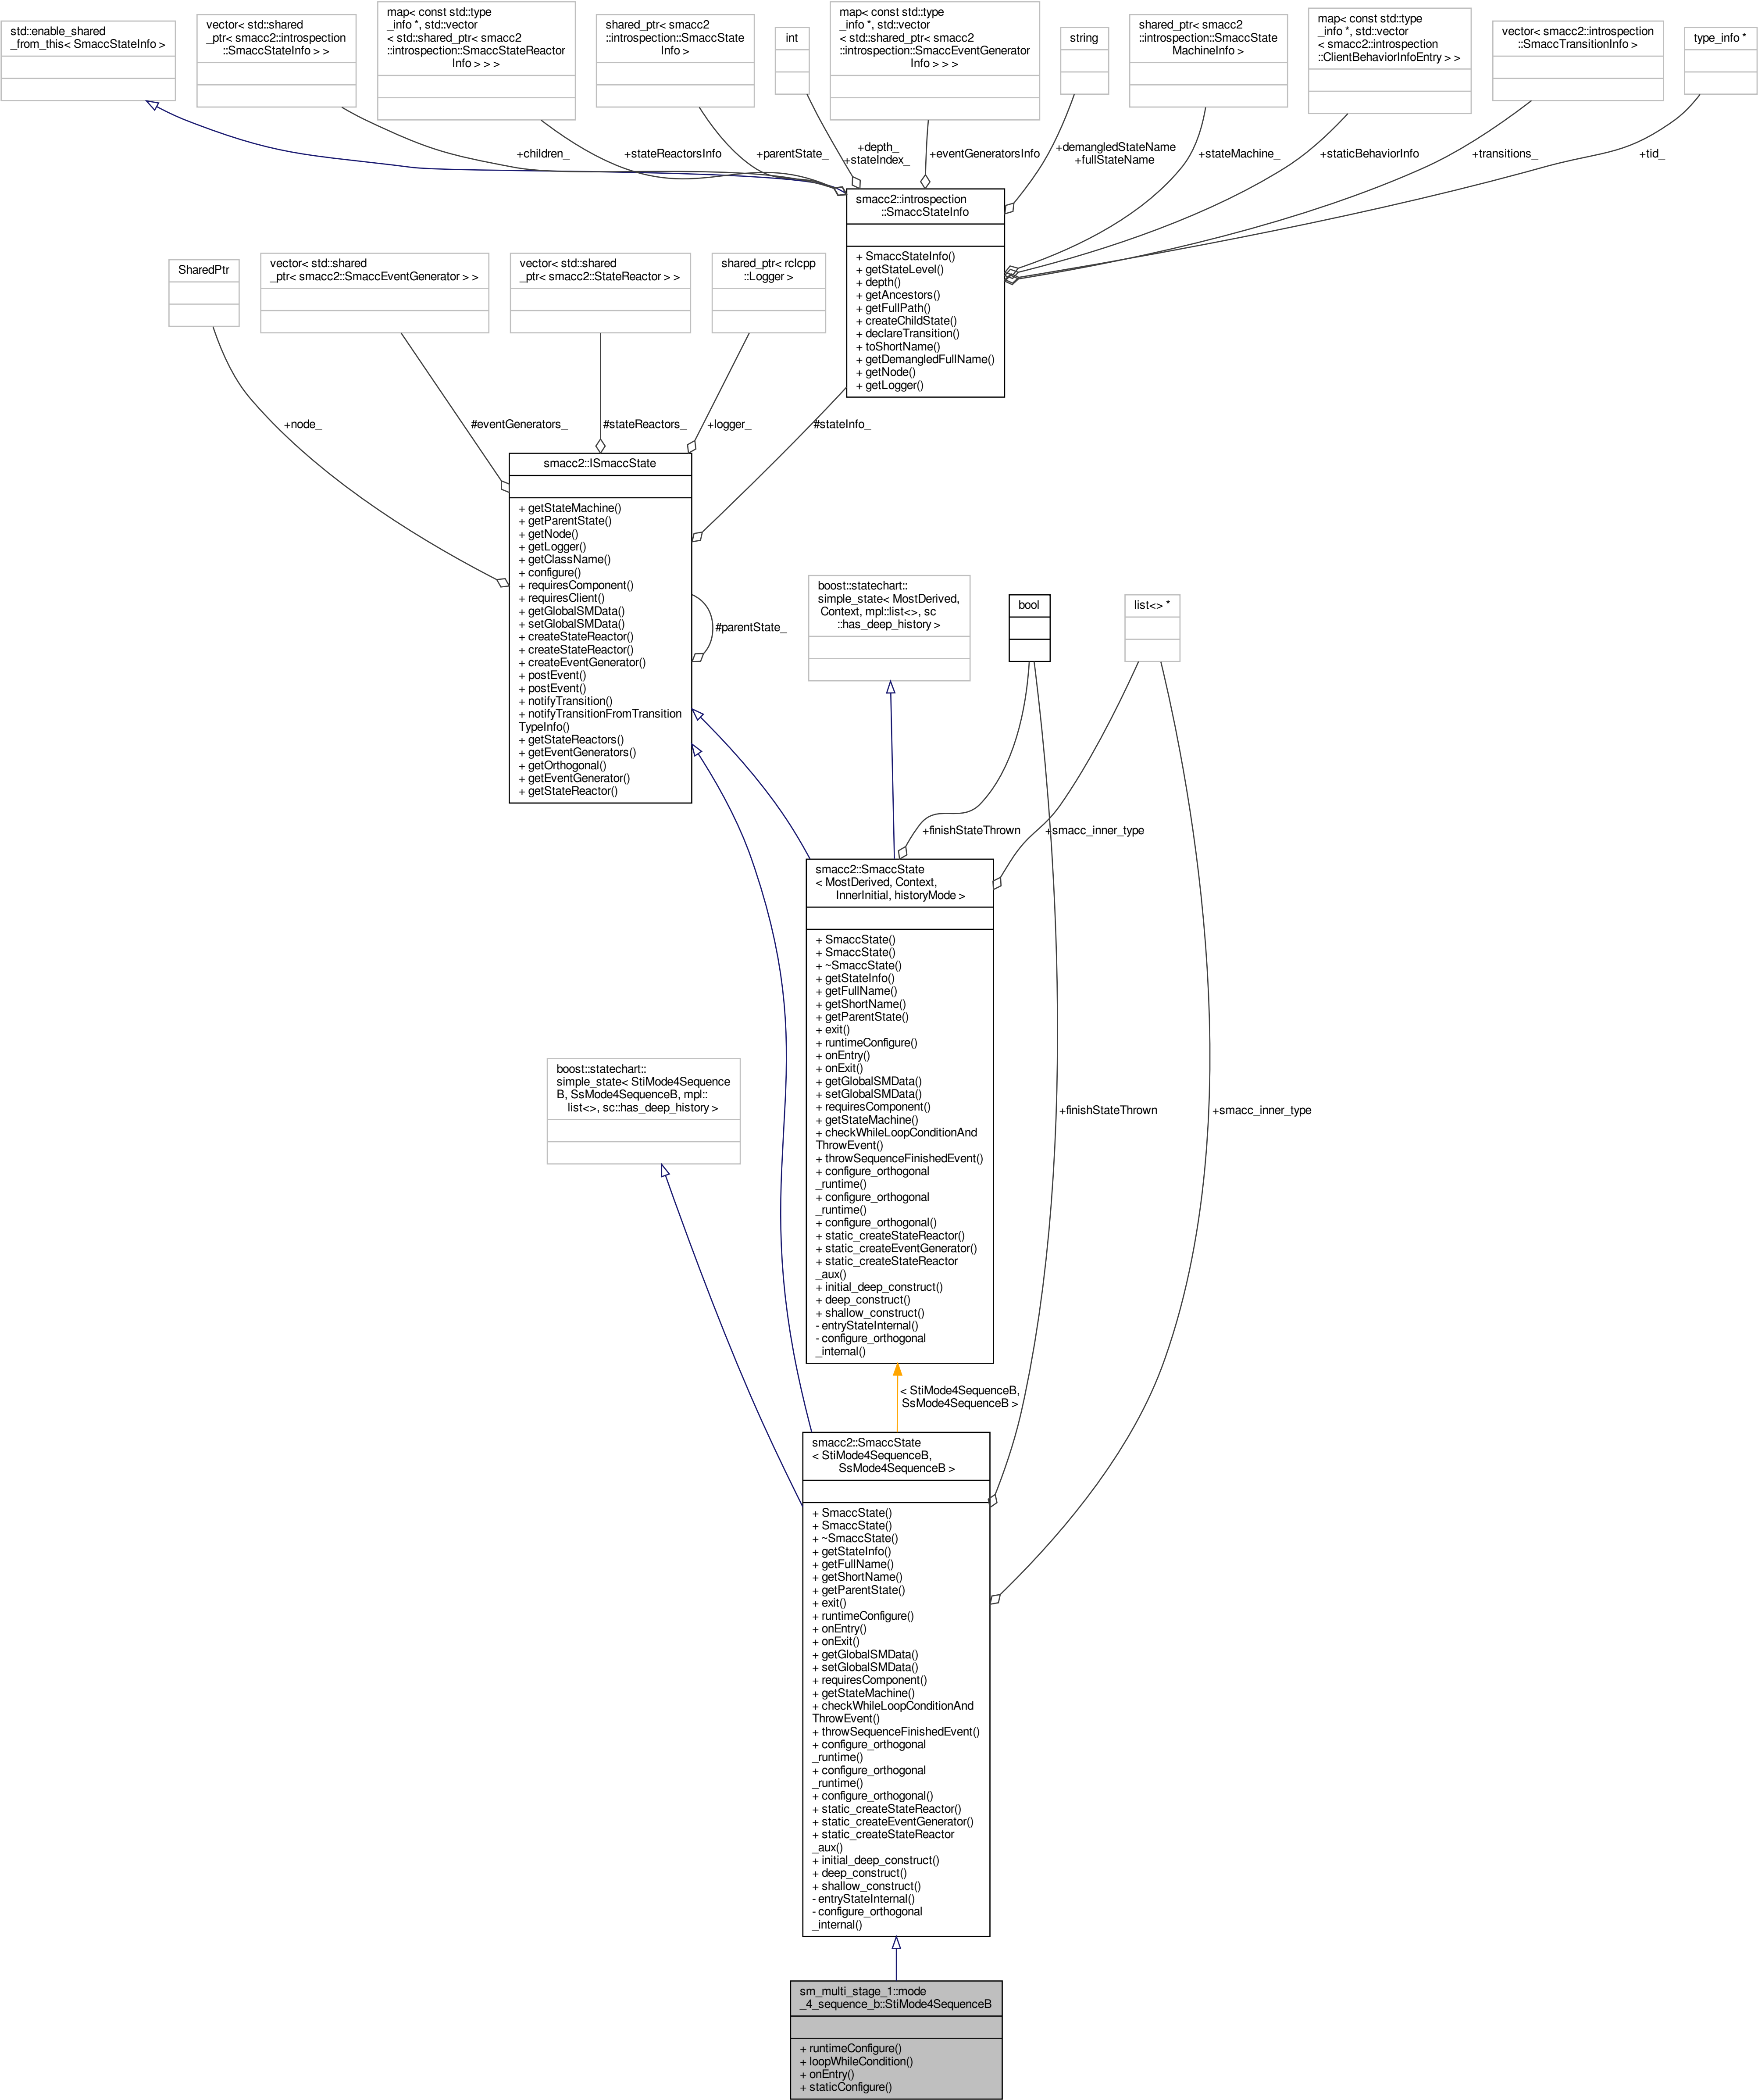 std::enable_shared
_from_this< SmaccStateInfo >
vector< std::shared
_ptr< smacc2::introspection
::SmaccStateInfo > >
map< const std::type
_info *, std::vector
< std::shared_ptr< smacc2
::introspection::SmaccStateReactor
Info > > >
shared_ptr< smacc2
::introspection::SmaccState
Info >
int
map< const std::type
_info *, std::vector
< std::shared_ptr< smacc2
::introspection::SmaccEventGenerator
Info > > >
string
shared_ptr< smacc2
::introspection::SmaccState
MachineInfo >
map< const std::type
_info *, std::vector
< smacc2::introspection
::ClientBehaviorInfoEntry > >
vector< smacc2::introspection
::SmaccTransitionInfo >
type_info *
+children_
+stateReactorsInfo
+parentState_
+depth_
+stateIndex_
+eventGeneratorsInfo
+demangledStateName
+fullStateName
+stateMachine_
+staticBehaviorInfo
+transitions_
+tid_
smacc2::introspection
::SmaccStateInfo
+ SmaccStateInfo()
+ getStateLevel()
+ depth()
+ getAncestors()
+ getFullPath()
+ createChildState()
+ declareTransition()
+ toShortName()
+ getDemangledFullName()
+ getNode()
+ getLogger()
SharedPtr
vector< std::shared
_ptr< smacc2::SmaccEventGenerator > >
vector< std::shared
_ptr< smacc2::StateReactor > >
shared_ptr< rclcpp
::Logger >
+node_
#eventGenerators_
#stateReactors_
+logger_
#stateInfo_
smacc2::ISmaccState
+ getStateMachine()
+ getParentState()
+ getNode()
+ getLogger()
+ getClassName()
+ configure()
+ requiresComponent()
+ requiresClient()
+ getGlobalSMData()
+ setGlobalSMData()
+ createStateReactor()
+ createStateReactor()
+ createEventGenerator()
+ postEvent()
+ postEvent()
+ notifyTransition()
+ notifyTransitionFromTransition
TypeInfo()
+ getStateReactors()
+ getEventGenerators()
+ getOrthogonal()
+ getEventGenerator()
+ getStateReactor()
#parentState_
boost::statechart::
simple_state< MostDerived,
Context, mpl::list<>, sc
::has_deep_history >
bool
list<> *
+finishStateThrown
+smacc_inner_type
smacc2::SmaccState
< MostDerived, Context,
InnerInitial, historyMode >
+ SmaccState()
+ SmaccState()
+ ~SmaccState()
+ getStateInfo()
+ getFullName()
+ getShortName()
+ getParentState()
+ exit()
+ runtimeConfigure()
+ onEntry()
+ onExit()
+ getGlobalSMData()
+ setGlobalSMData()
+ requiresComponent()
+ getStateMachine()
+ checkWhileLoopConditionAnd
ThrowEvent()
+ throwSequenceFinishedEvent()
+ configure_orthogonal
_runtime()
+ configure_orthogonal
_runtime()
+ configure_orthogonal()
+ static_createStateReactor()
+ static_createEventGenerator()
+ static_createStateReactor
_aux()
+ initial_deep_construct()
+ deep_construct()
+ shallow_construct()
- entryStateInternal()
- configure_orthogonal
_internal()
boost::statechart::
simple_state< StiMode4Sequence
B, SsMode4SequenceB, mpl::
list<>, sc::has_deep_history >
+finishStateThrown
+smacc_inner_type
< StiMode4SequenceB,
SsMode4SequenceB >
smacc2::SmaccState
< StiMode4SequenceB,
SsMode4SequenceB >
+ SmaccState()
+ SmaccState()
+ ~SmaccState()
+ getStateInfo()
+ getFullName()
+ getShortName()
+ getParentState()
+ exit()
+ runtimeConfigure()
+ onEntry()
+ onExit()
+ getGlobalSMData()
+ setGlobalSMData()
+ requiresComponent()
+ getStateMachine()
+ checkWhileLoopConditionAnd
ThrowEvent()
+ throwSequenceFinishedEvent()
+ configure_orthogonal
_runtime()
+ configure_orthogonal
_runtime()
+ configure_orthogonal()
+ static_createStateReactor()
+ static_createEventGenerator()
+ static_createStateReactor
_aux()
+ initial_deep_construct()
+ deep_construct()
+ shallow_construct()
- entryStateInternal()
- configure_orthogonal
_internal()
sm_multi_stage_1::mode
_4_sequence_b::StiMode4SequenceB
+ runtimeConfigure()
+ loopWhileCondition()
+ onEntry()
+ staticConfigure()